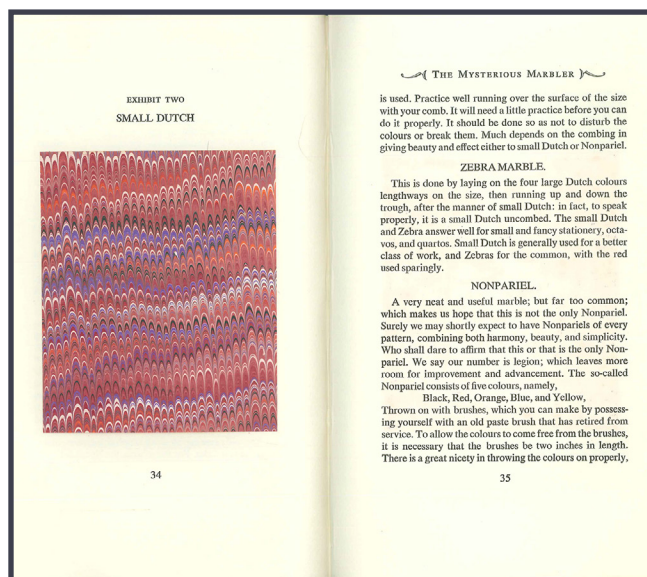 EXHIBIT TWO
SMALL DUTCH
34
THE MYSTERIOUS MARBLER
is used. Practice well running over the surface of the size
with your comb. It will need a little practice before you can
do it properly. It should be done so as not to disturb the
colours or break them. Much depends on the combing in
giving beauty and effect either to small Dutch or Nonpariel.
ZEBRA MARBLE.
This is done by laying on the four large Dutch colours
lengthways on the size, then running up and down the
trough, after the manner of small Dutch: in fact, to speak
properly, it is a small Dutch uncombed. The small Dutch
and Zebra answer well for small and fancy stationery, octa-
vos, and quartos. Small Dutch is generally used for a better
class of work, and Zebras for the common, with the red
used sparingly.
NONPARIEL.
A very neat and useful marble; but far too common;
which makes us hope that this is not the only Nonpariel.
Surely we may shortly expect to have Nonpariels of every
pattern, combining both harmony, beauty, and simplicity.
Who shall dare to affirm that this or that is the only Non-
pariel. We say our number is legion; which leaves more
room for improvement and advancement. The so-called
Nonpariel consists of five colours, namely,
Black, Red, Orange, Blue, and Yellow,
Thrown on with brushes, which you can make by possess-
ing yourself with an old paste brush that has retired from
service. To allow the colours to come free from the brushes,
it is necessary that the brushes be two inches in length.
There is a great nicety in throwing the colours on properly,
35